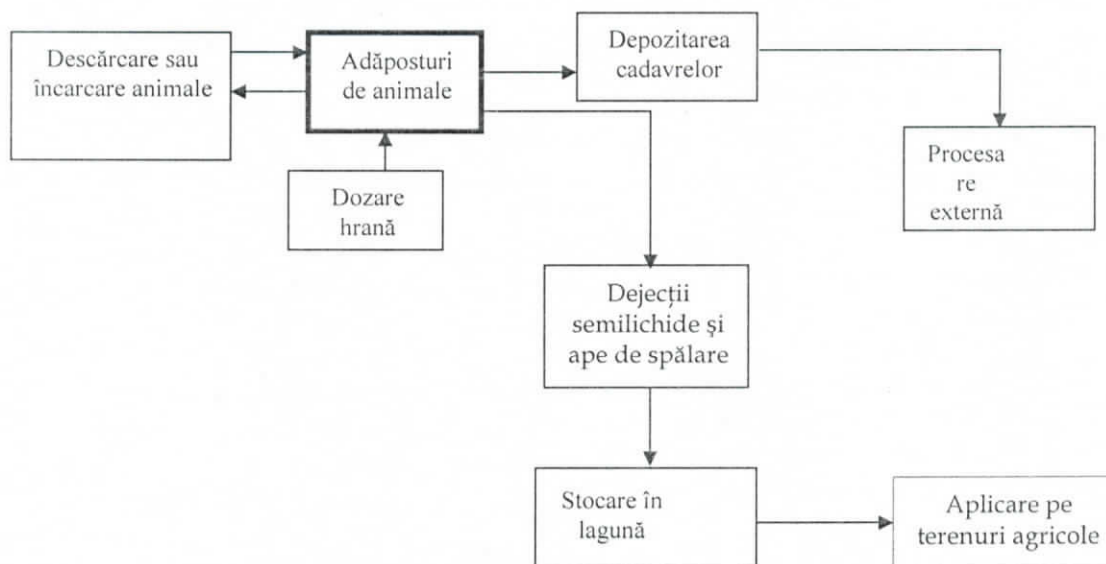 Descărcare sau
încarcare animale
Adăposturi
de animale
Depozitarea
cadavrelor
Procesa
re
externă
Dozare
hrană
Dejecții
semilichide și
ape de spălare
Stocare în
lagună
Aplicare pe
terenuri agricole